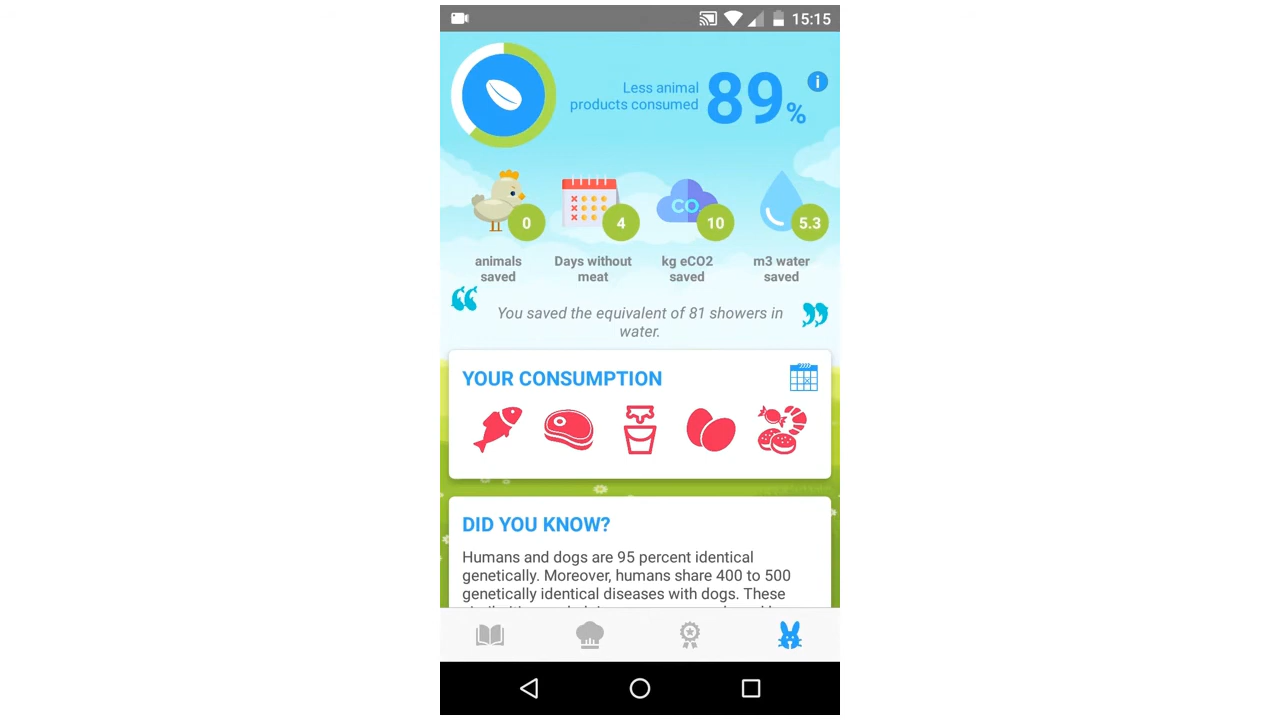 15:15
Less animal
products consumed
89%
i
CO
0
4
10
5.3
animals
saved
Days without
meat
kg eCO2
saved
m3 water
saved
You saved the equivalent of 81 showers in
water.
YOUR CONSUMPTION
DID YOU KNOW?
Humans and dogs are 95 percent identical
genetically. Moreover, humans share 400 to 500
genetically identical diseases with dogs. These